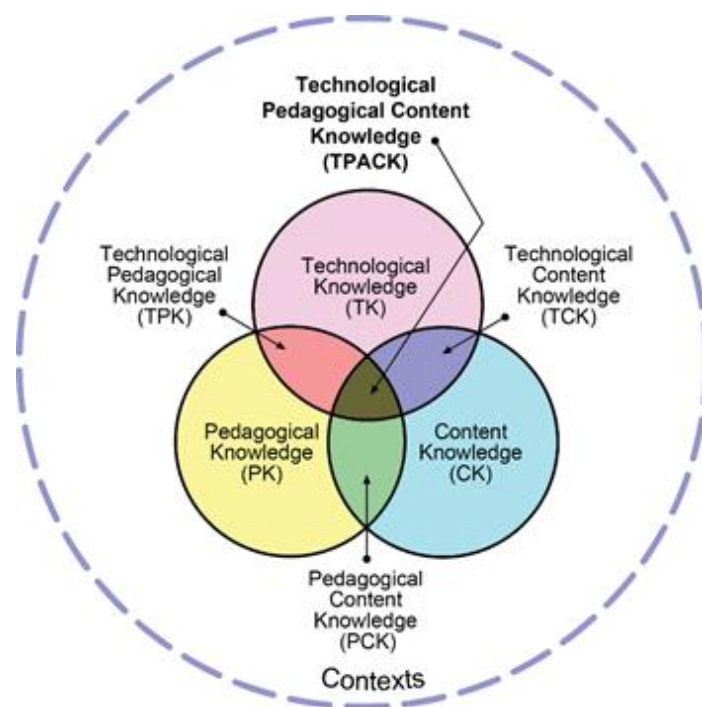 Technological
Pedagogical Content
Knowledge
(TPACK)
Technological
Pedagogical
Knowledge
(TPK)
Technological
Knowledge
(TK)
Technological
Content
Knowledge
(TCK)
Pedagogical
Knowledge
(PK)
Content
Knowledge
(CK)
Pedagogical
Content
Knowledge
(PCK)
Contexts